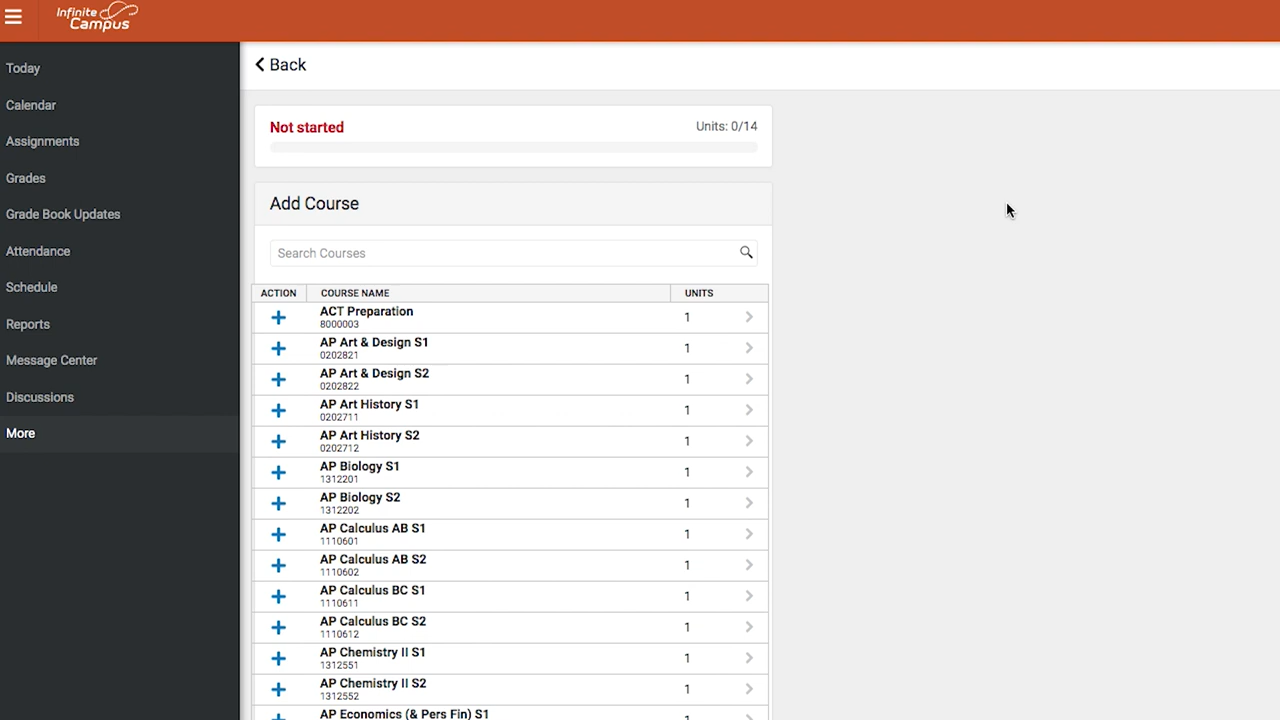 Infinite
Campus
Today
Calendar
Assignments
Grades
Grade Book Updates
Attendance
Schedule
Reports
Message Center
Discussions
More
Back
Not started
Units: 0/14
Add Course
Search Courses
ACTION COURSE NAME UNITS
ACT Preparation
8000003
1
AP Art & Design S1
0202821
1
AP Art & Design S2
0202822
1
AP Art History S1
0202711
1
AP Art History S2
0202712
1
AP Biology S1
1312201
1
AP Biology S2
1312202
1
AP Calculus AB S1
1110601
1
AP Calculus AB S2
1110602
1
AP Calculus BC S1
1110611
1
AP Calculus BC S2
1110612
1
AP Chemistry II S1
1312551
1
AP Chemistry II S2
1312552
1
AP Economics (& Pers Fin) S1
1